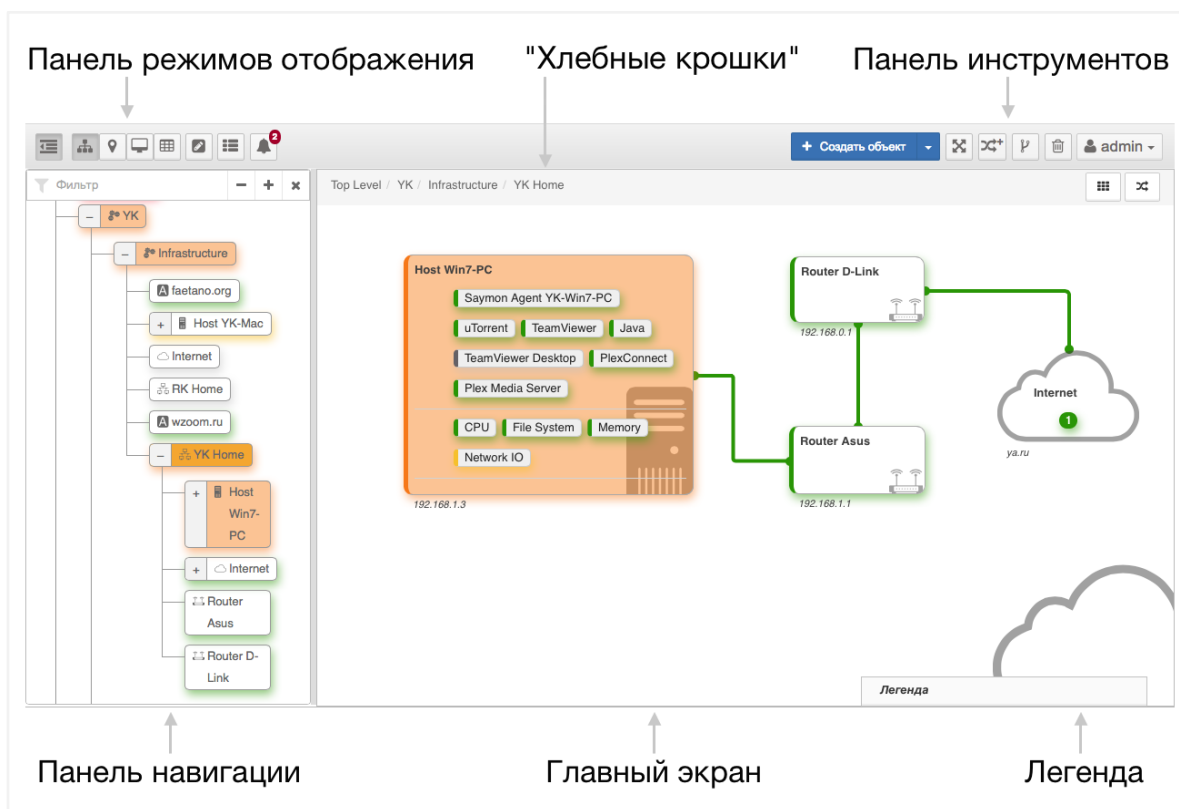 Панель режимов отображения
"Хлебные крошки"
Панель инструментов
2
+ Создать объект
admin
Фильтр
Top Level / YK / Infrastructure / YK Home
YK
Infrastructure
faetano.org
Host YK-Mac
Internet
RK Home
wzoom.ru
YK Home
Host
Win7-
PC
Internet
Router
Asus
Router D-
Link
Host Win7-PC
Saymon Agent YK-Win7-PC
uTorrent
TeamViewer
Java
TeamViewer Desktop
PlexConnect
Plex Media Server
CPU
File System
Memory
Network IO
192.168.1.3
Router D-Link
192.168.0.1
Router Asus
192.168.1.1
Internet
1
ya.ru
Легенда
Панель навигации
Главный экран
Легенда